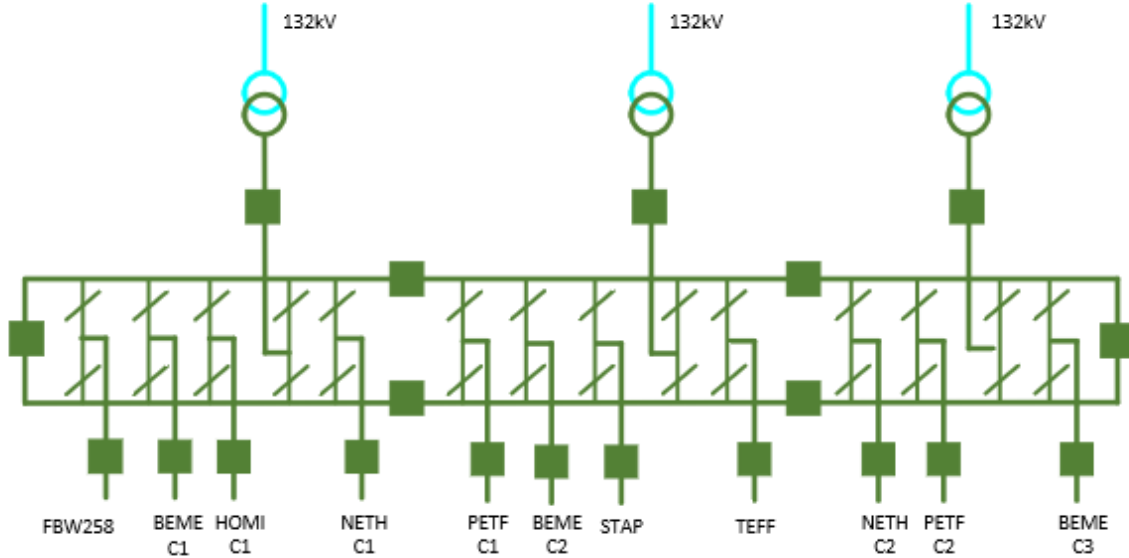 132kV
132kV
132kV
FBW258
BEME
C1
HOMI
C1
NETH
C1
PETF
C1
BEME
C2
STAP
TEFF
NETH
C2
PETF
C2
BEME
C3